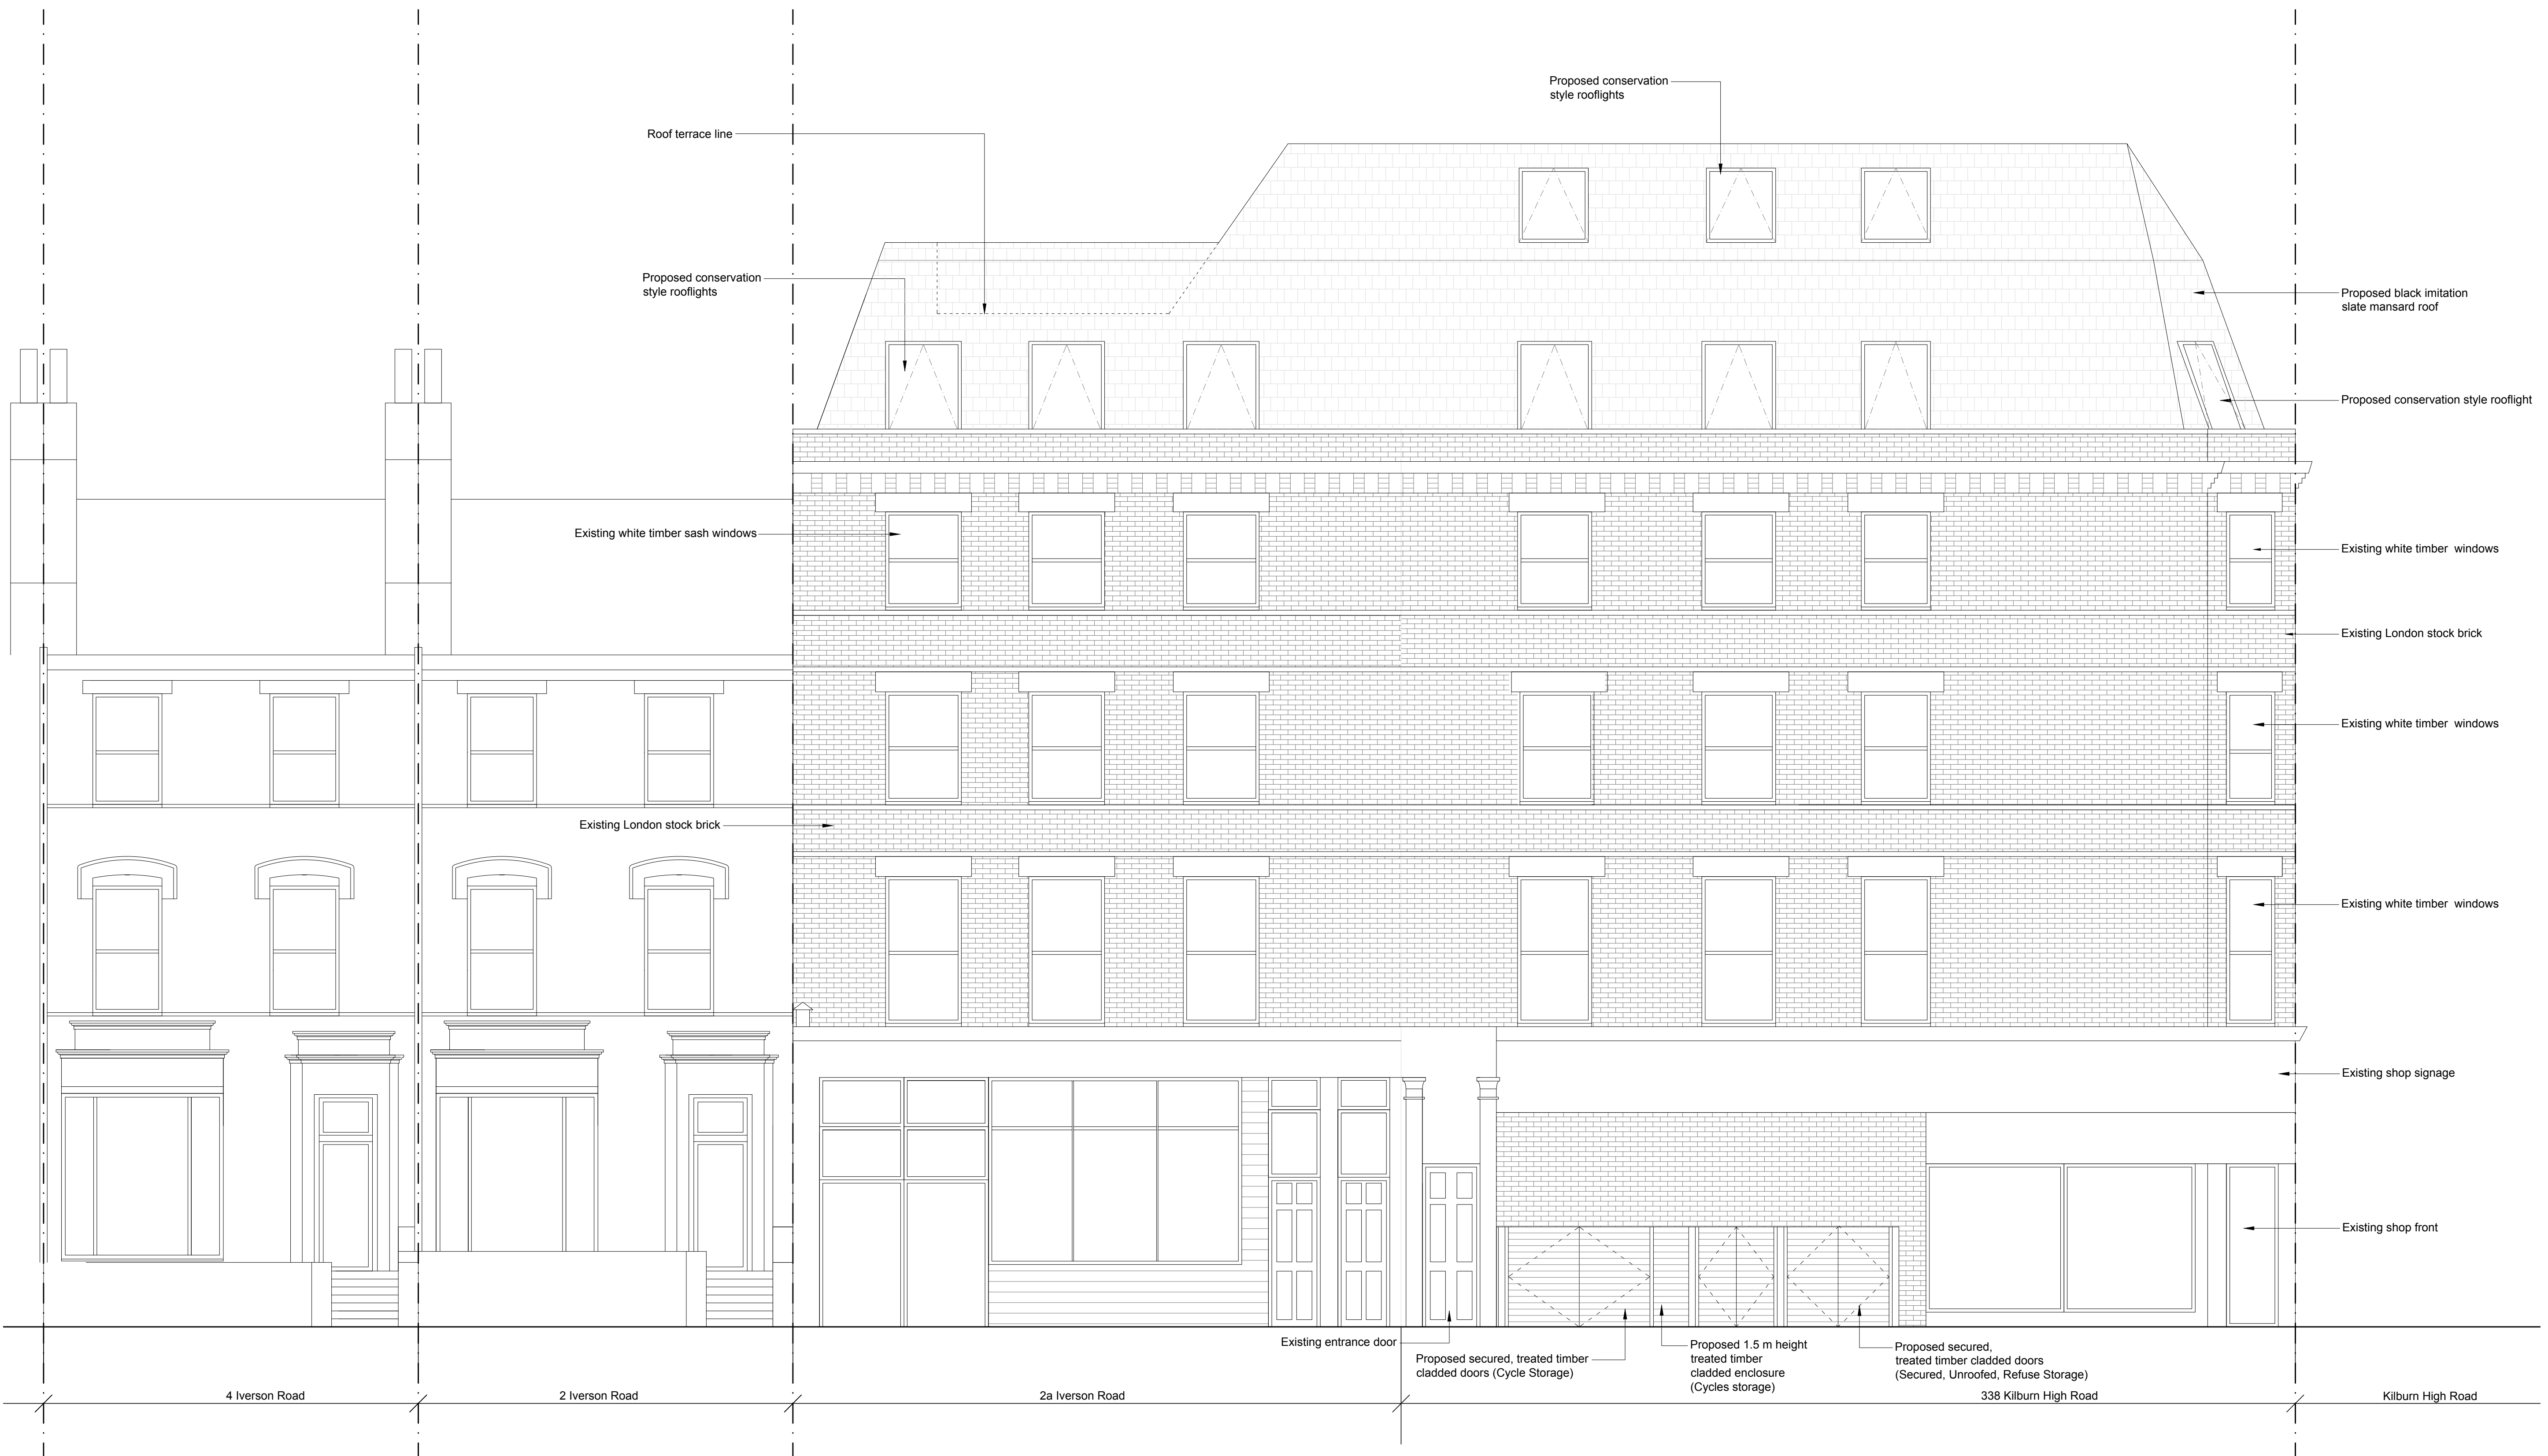 Proposed conservation
style rooflights
Roof terrace line
Proposed conservation
style rooflights
Proposed black imitation
slate mansard roof
Proposed conservation style rooflight
Existing white timber sash windows
Existing white timber windows
Existing London stock brick
Existing white timber windows
Existing London stock brick
Existing white timber windows
Existing shop signage
Existing shop front
Existing entrance door
Proposed secured, treated timber
cladded doors (Cycle Storage)
Proposed 1.5 m height
treated timber
cladded enclosure
(Cycles storage)
Proposed secured,
treated timber cladded doors
(Secured, Unroofed, Refuse Storage)
4 Iverson Road
2 Iverson Road
2a Iverson Road
338 Kilburn High Road
Kilburn High Road